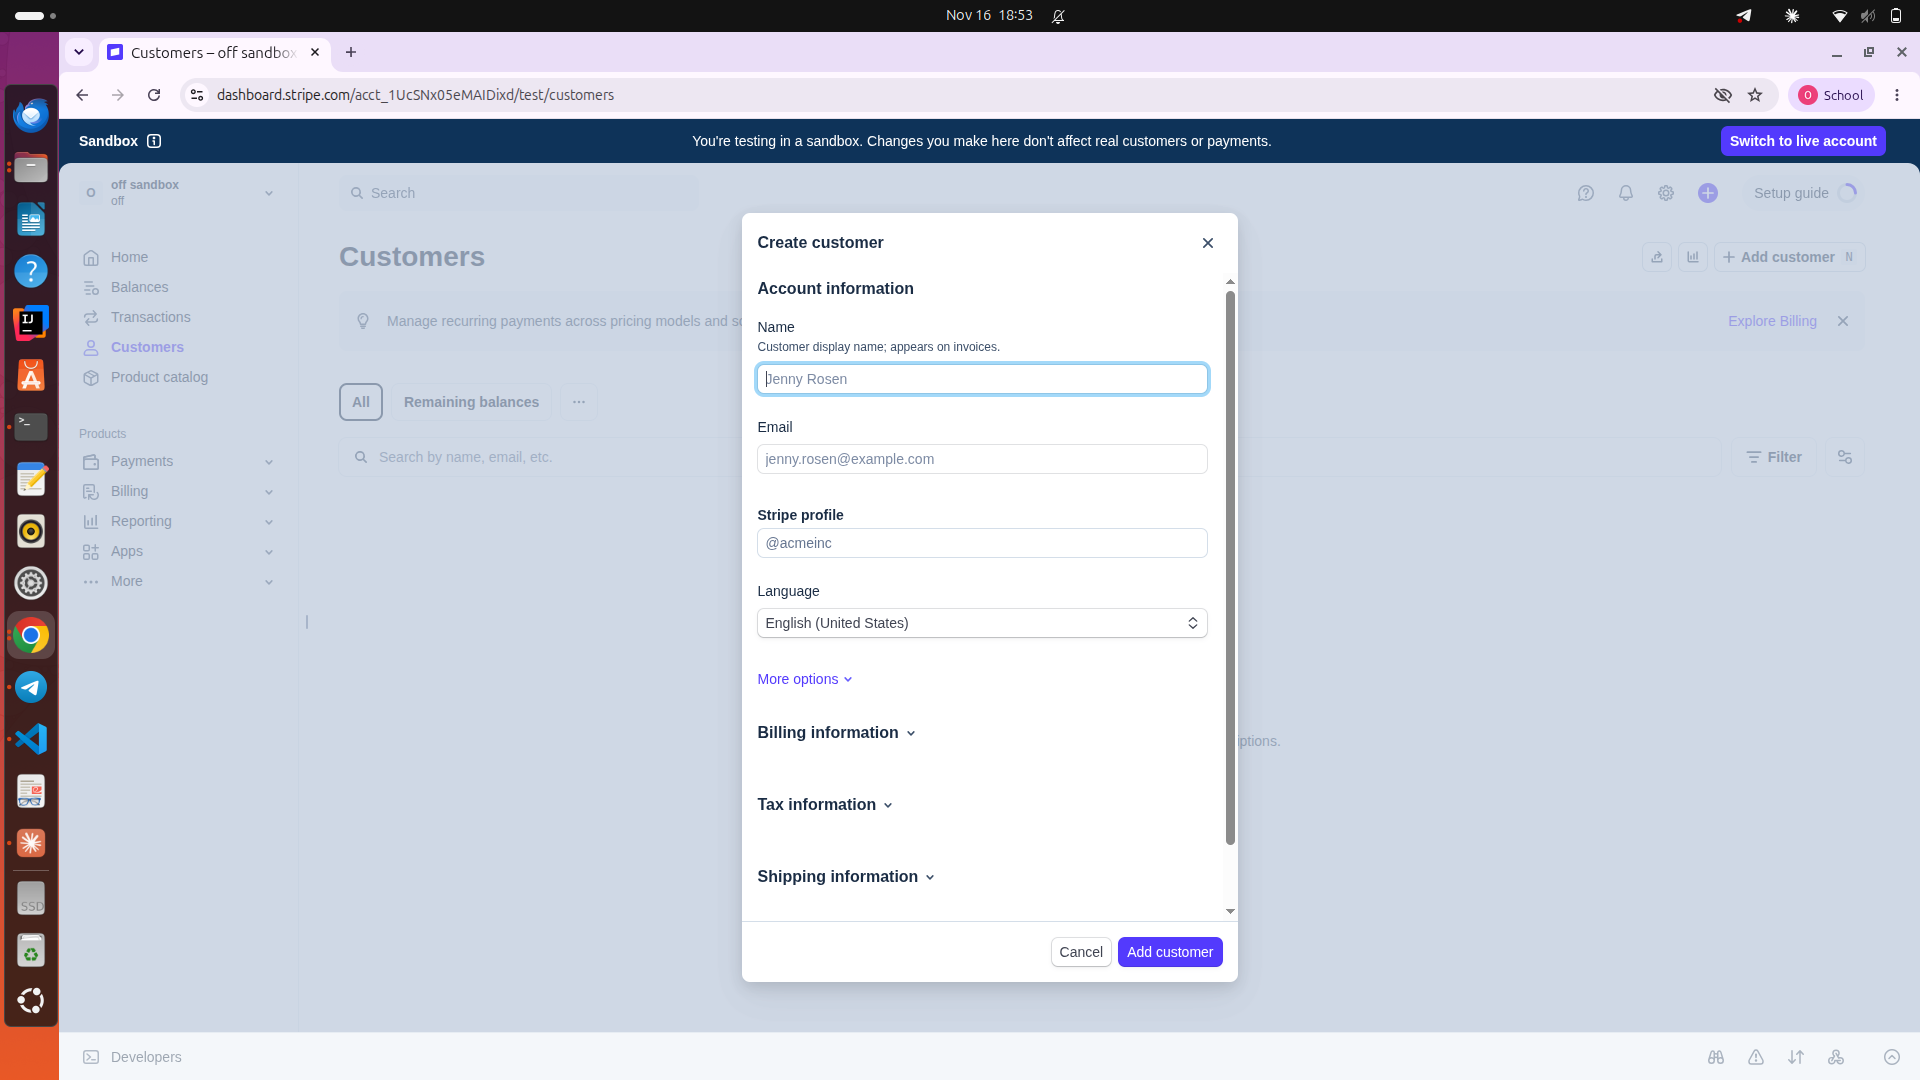 Nov 16 18:53
Customers – off sandbox
dashboard.stripe.com/acct_1UcSNx05eMAIDixd/test/customers
O School
Sandbox
You're testing in a sandbox. Changes you make here don't affect real customers or payments.
Switch to live account
O
off sandbox
off
Search
Setup guide
Home
Balances
Transactions
Customers
Product catalog
Products
Payments
Billing
Reporting
Apps
More
Customers
Add customer N
Manage recurring payments across pricing models and
Explore Billing
All
Remaining balances
Search by name, email, etc.
Filter
Create customer
Account information
Name
Customer display name; appears on invoices.
Jenny Rosen
Email
jenny.rosen@example.com
Stripe profile
@acmeinc
Language
English (United States)
More options
Billing information
Tax information
Shipping information
Cancel
Add customer
Developers
IJ
SSD